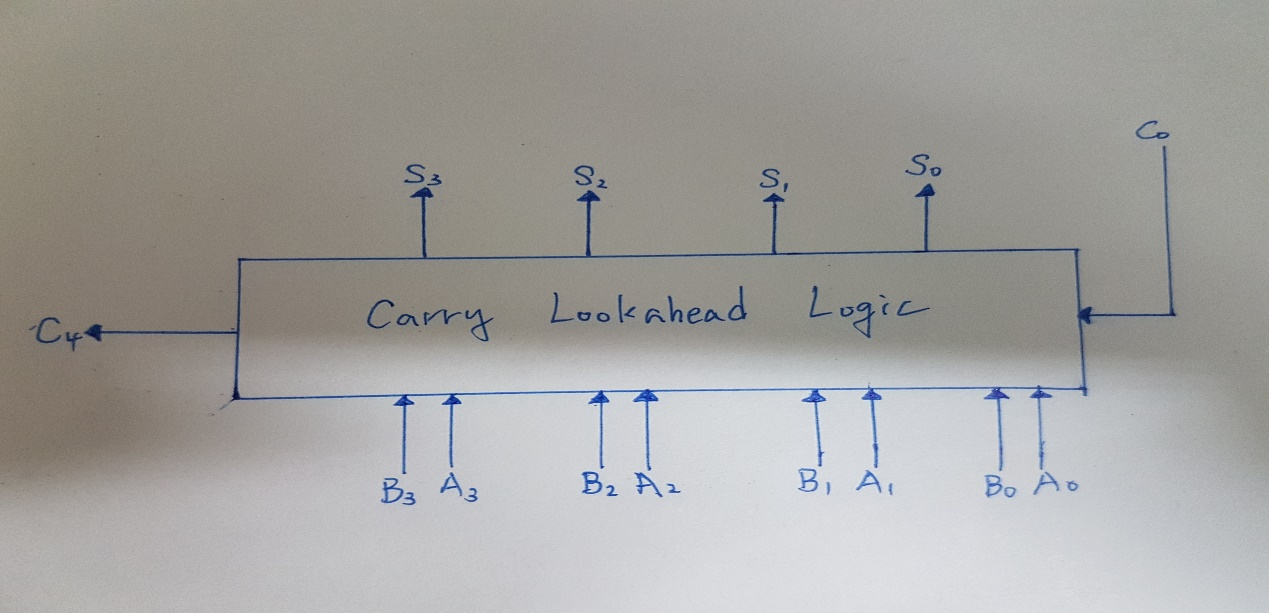 C₀
S₃ S₂ S₁ S₀
Carry Lookahead Logic
C₄
B₃ A₃ B₂ A₂ B₁ A₁ B₀ A₀